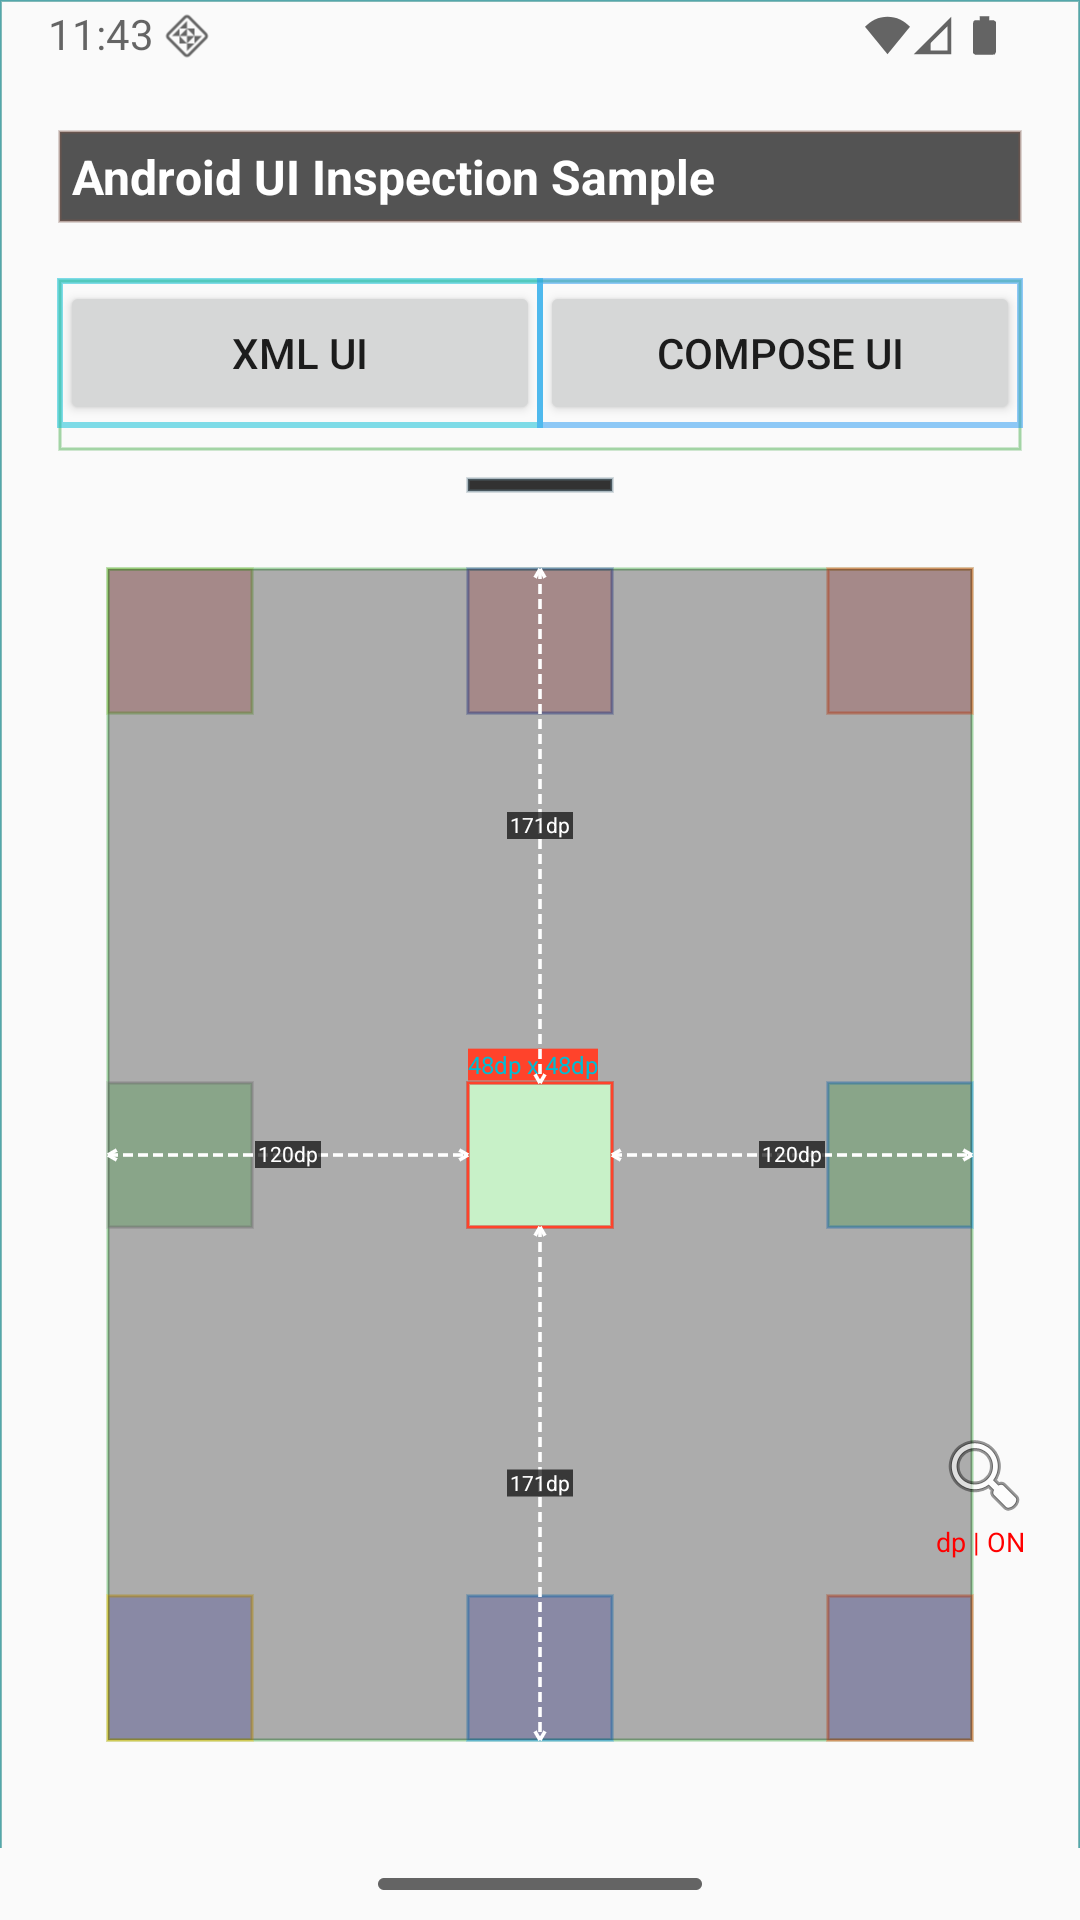 11:43
Android UI Inspection Sample
XML UI COMPOSE UI
171dp
48dp x 48dp
120dp 120dp
171dp
dp | ON